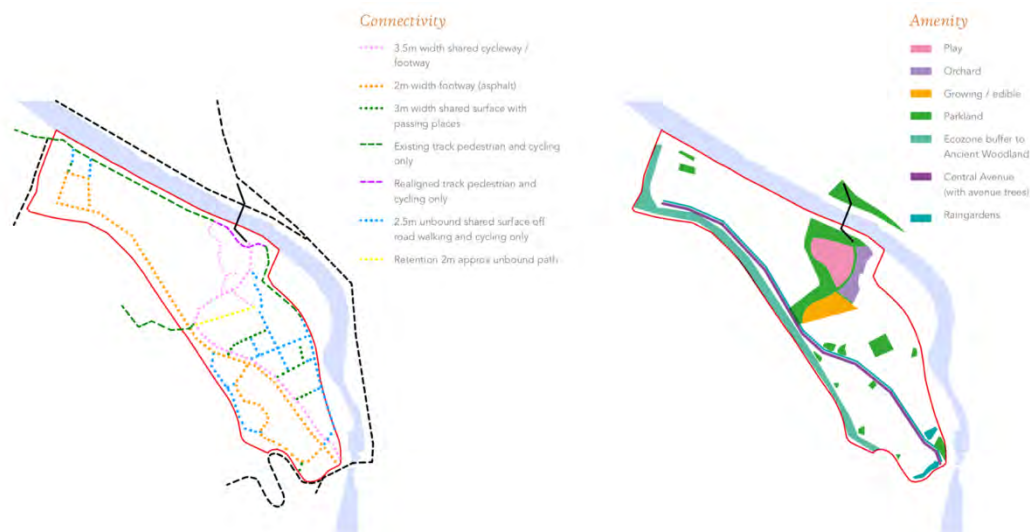 Connectivity
3.5m width shared cycleway /
footway
2m width footway (asphalt)
3m width shared surface with
passing places
Existing track pedestrian and cycling
only
Realigned track pedestrian and
cycling only
2.5m unbound shared surface off
road walking and cycling only
Retention 2m approx unbound path
Amenity
Play
Orchard
Growing / edible
Parkland
Ecozone buffer to
Ancient Woodland
Central Avenue
(with avenue trees)
Raingardens